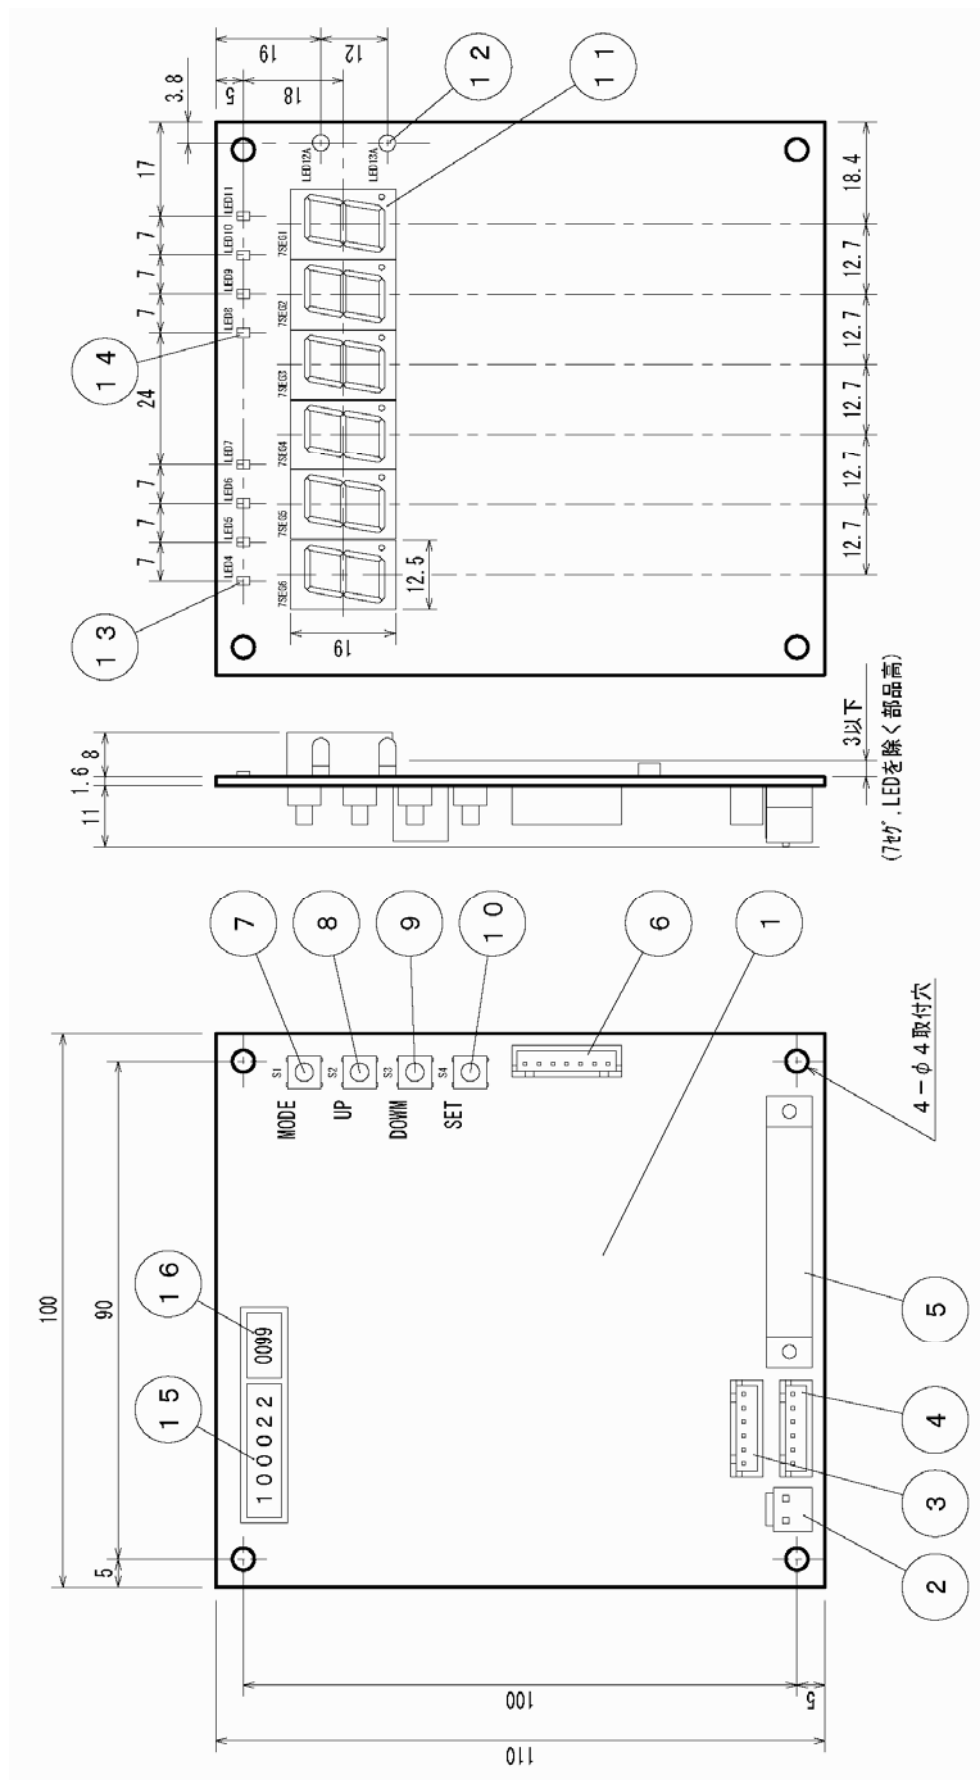 19
12
5
18
3.8
17
7
7
7
24
7
7
7
12
11
14
13
LED11
LED10
LED9
LED8
LED7
LED6
LED5
LED4
LED12A
LED13A
7SEG1
7SEG2
7SEG3
7SEG4
7SEG5
7SEG6
19
12.5
18.4
12.7
12.7
12.7
12.7
12.7
8
1.6
11
3以下
(7ｾｸﾞ, LEDを除く部品高)
7
8
9
10
6
1
100
90
5
16
15
100022
0099
S1
S2
S3
S4
MODE
UP
DOWM
SET
4-φ4取付穴
5
4
3
2
100
5
110